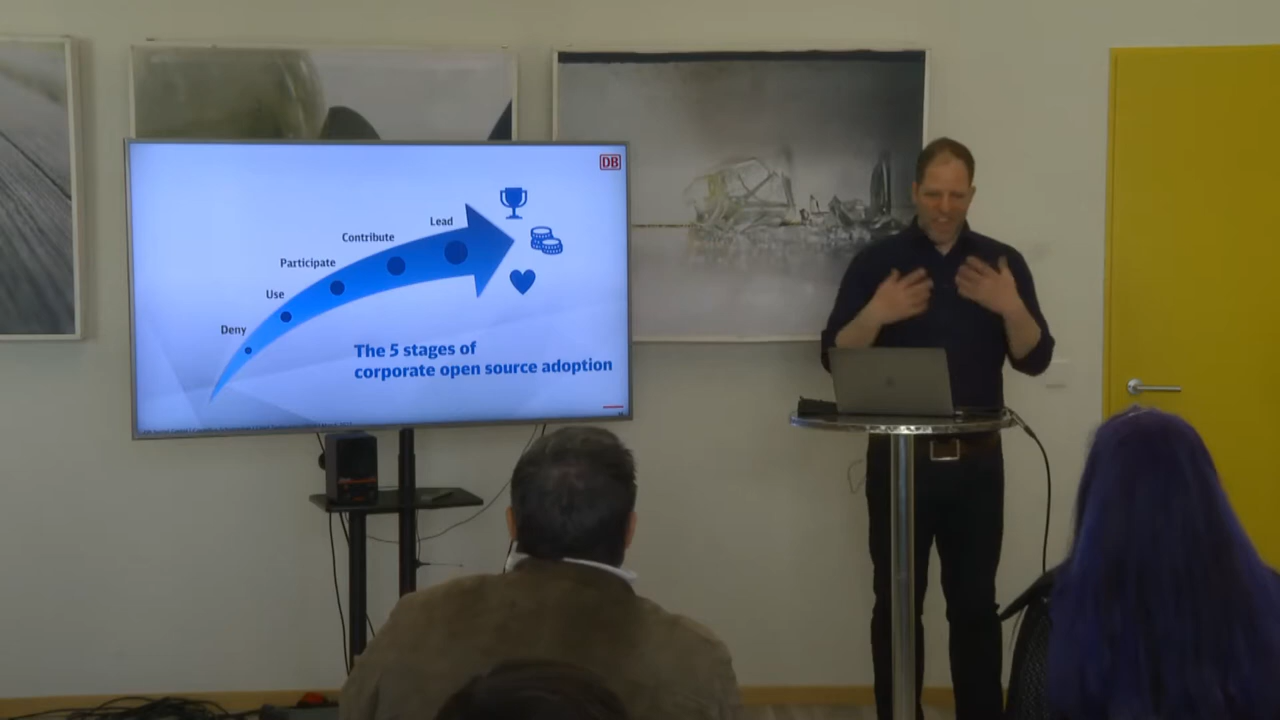 DB
Lead
Contribute
Participate
Use
Deny
The 5 stages of
corporate open source adoption